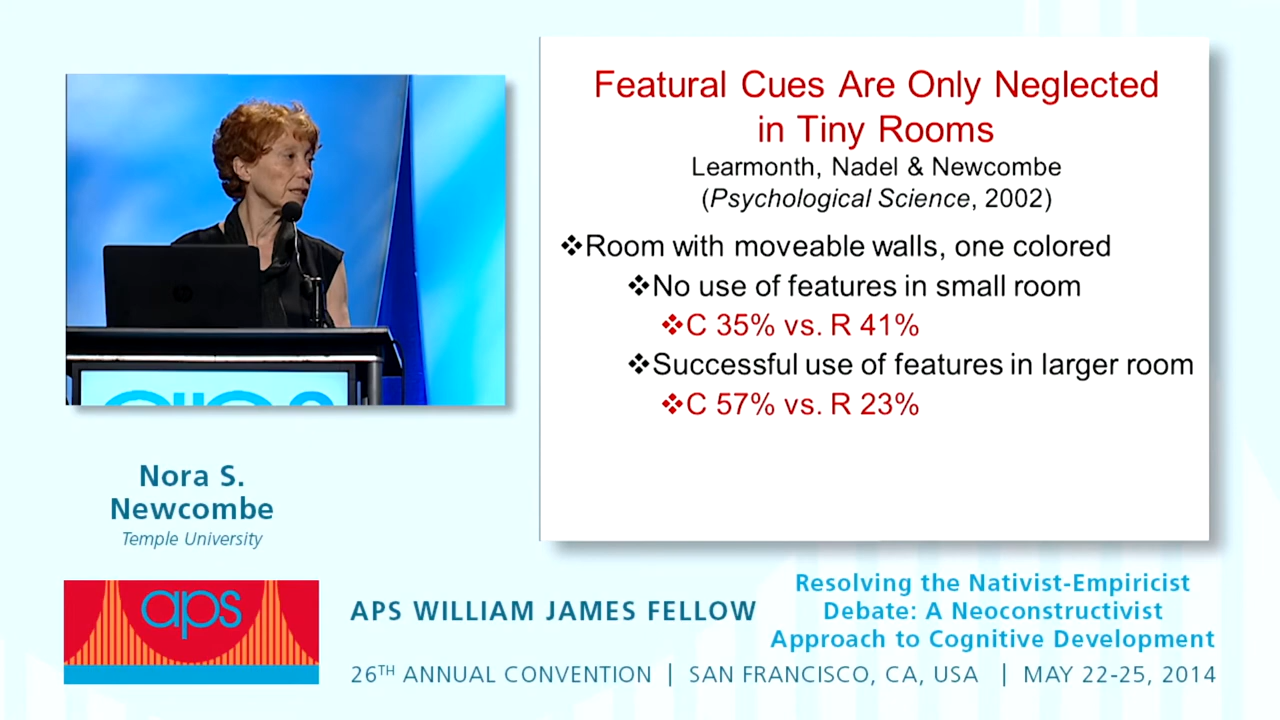 Featural Cues Are Only Neglected
in Tiny Rooms
Learmonth, Nadel & Newcombe
(Psychological Science, 2002)
❖Room with moveable walls, one colored
❖No use of features in small room
❖C 35% vs. R 41%
❖Successful use of features in larger room
❖C 57% vs. R 23%
Nora S.
Newcombe
Temple University
aps
APS WILLIAM JAMES FELLOW
Resolving the Nativist-Empiricist
Debate: A Neoconstructivist
Approach to Cognitive Development
26TH ANNUAL CONVENTION | SAN FRANCISCO, CA, USA | MAY 22-25, 2014